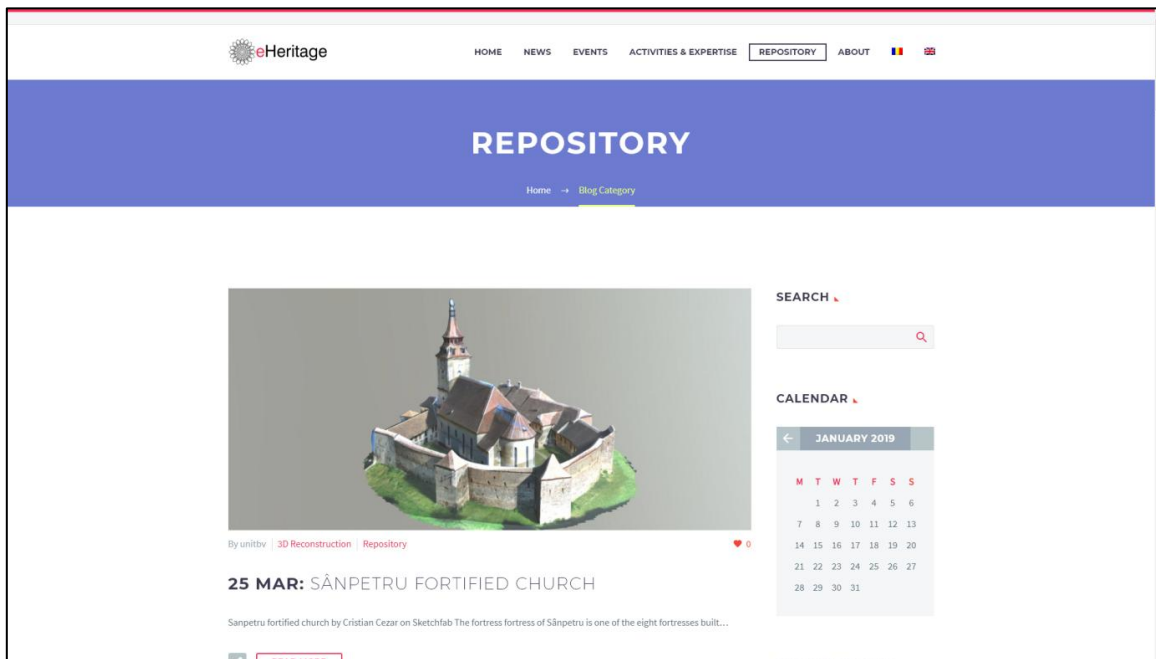 eHeritage
HOME NEWS EVENTS ACTIVITIES & EXPERTISE REPOSITORY ABOUT
REPOSITORY
Home → Blog Category
By unitbv | 3D Reconstruction | Repository
0
25 MAR: SÂNPETRU FORTIFIED CHURCH
Sanpetru fortified church by Cristian Cezar on Sketchfab The fortress fortress of Sânpetru is one of the eight fortresses built…
SEARCH
CALENDAR
← JANUARY 2019
M T W T F S S
1 2 3 4 5 6
7 8 9 10 11 12 13
14 15 16 17 18 19 20
21 22 23 24 25 26 27
28 29 30 31